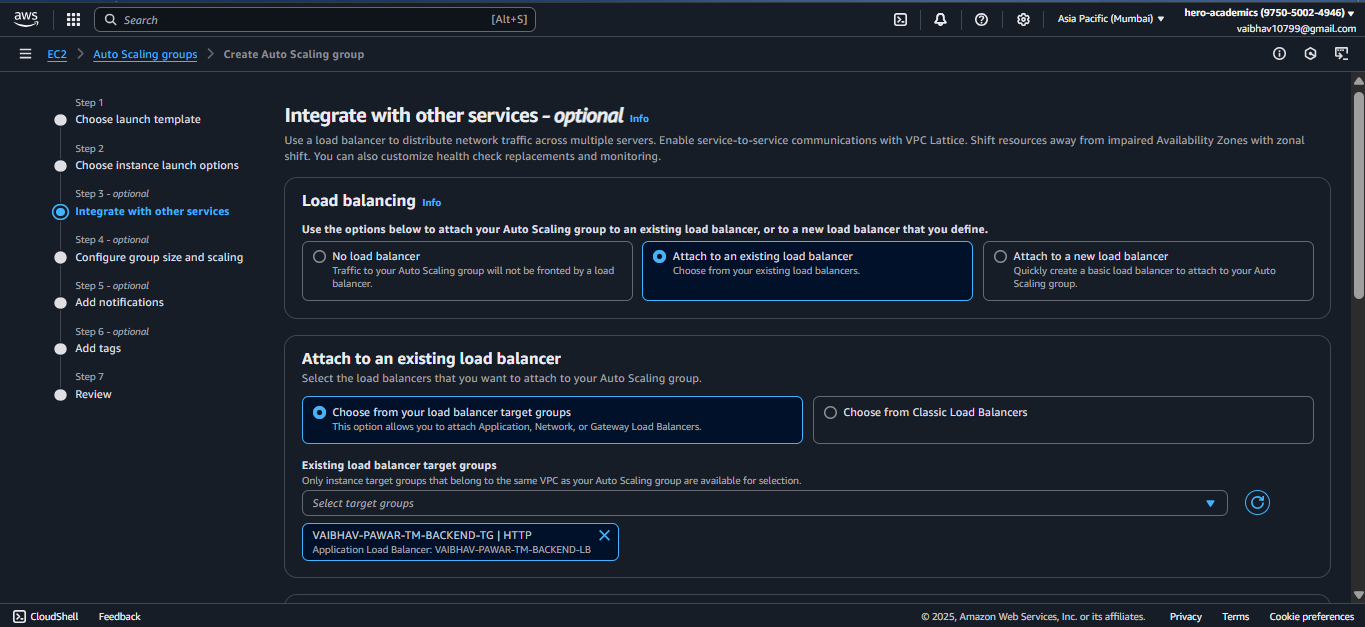 aws
Search
[Alt+S]
Asia Pacific (Mumbai)
hero-academics (9750-5002-4946)
vaibhav10799@gmail.com
EC2
Auto Scaling groups
Create Auto Scaling group
Step 1
Choose launch template
Step 2
Choose instance launch options
Step 3 - optional
Integrate with other services
Step 4 - optional
Configure group size and scaling
Step 5 - optional
Add notifications
Step 6 - optional
Add tags
Step 7
Review
Integrate with other services - optional Info
Use a load balancer to distribute network traffic across multiple servers. Enable service-to-service communications with VPC Lattice. Shift resources away from impaired Availability Zones with zonal
shift. You can also customize health check replacements and monitoring.
Load balancing Info
Use the options below to attach your Auto Scaling group to an existing load balancer, or to a new load balancer that you define.
No load balancer
Traffic to your Auto Scaling group will not be fronted by a load
balancer.
Attach to an existing load balancer
Choose from your existing load balancers.
Attach to a new load balancer
Quickly create a basic load balancer to attach to your Auto
Scaling group.
Attach to an existing load balancer
Select the load balancers that you want to attach to your Auto Scaling group.
Choose from your load balancer target groups
This option allows you to attach Application, Network, or Gateway Load Balancers.
Choose from Classic Load Balancers
Existing load balancer target groups
Only instance target groups that belong to the same VPC as your Auto Scaling group are available for selection.
Select target groups
VAIBHAV-PAWAR-TM-BACKEND-TG | HTTP
Application Load Balancer: VAIBHAV-PAWAR-TM-BACKEND-LB
CloudShell
Feedback
© 2025, Amazon Web Services, Inc. or its affiliates.
Privacy
Terms
Cookie preferences